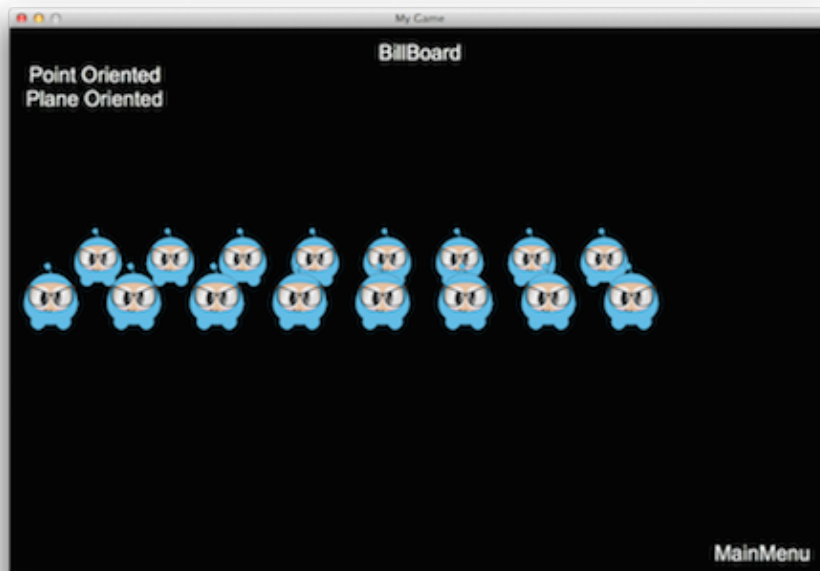 My Game
BillBoard
Point Oriented
Plane Oriented
MainMenu